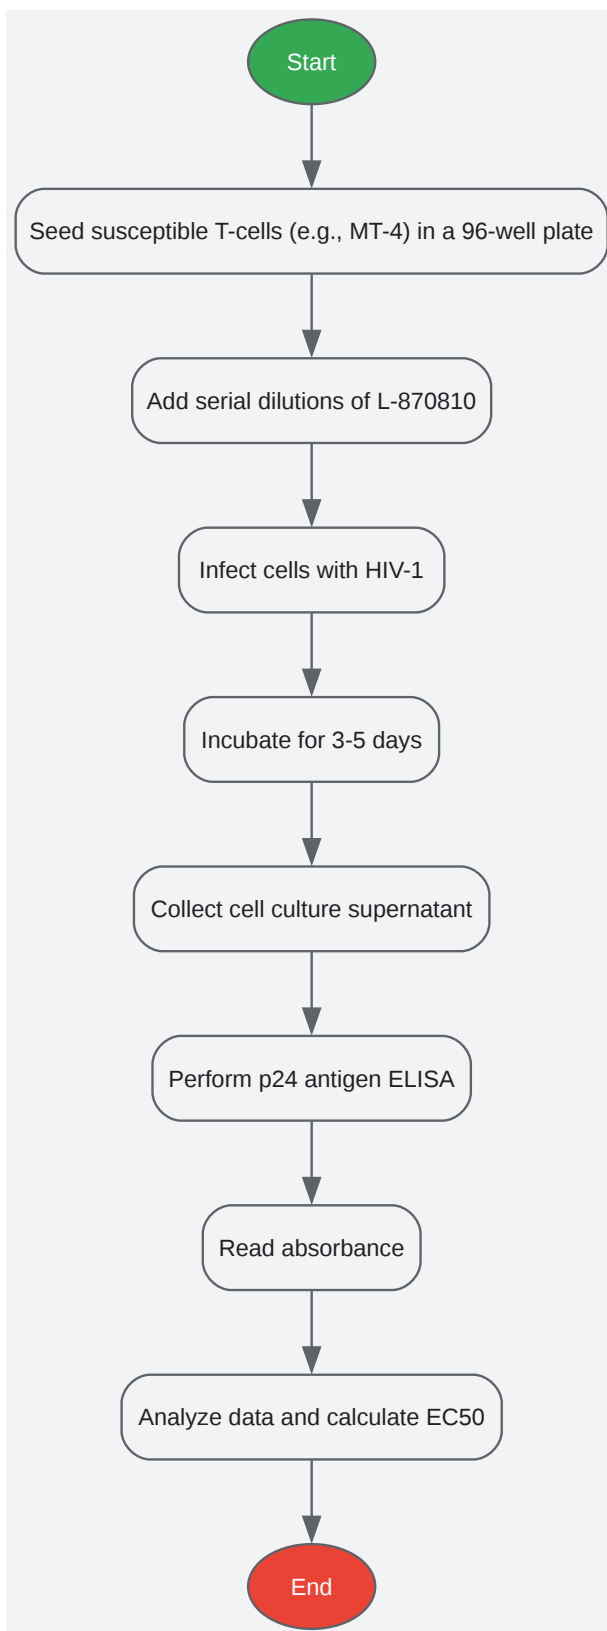 Start
Seed susceptible T-cells (e.g., MT-4) in a 96-well plate
Add serial dilutions of L-870810
Infect cells with HIV-1
Incubate for 3-5 days
Collect cell culture supernatant
Perform p24 antigen ELISA
Read absorbance
Analyze data and calculate EC50
End